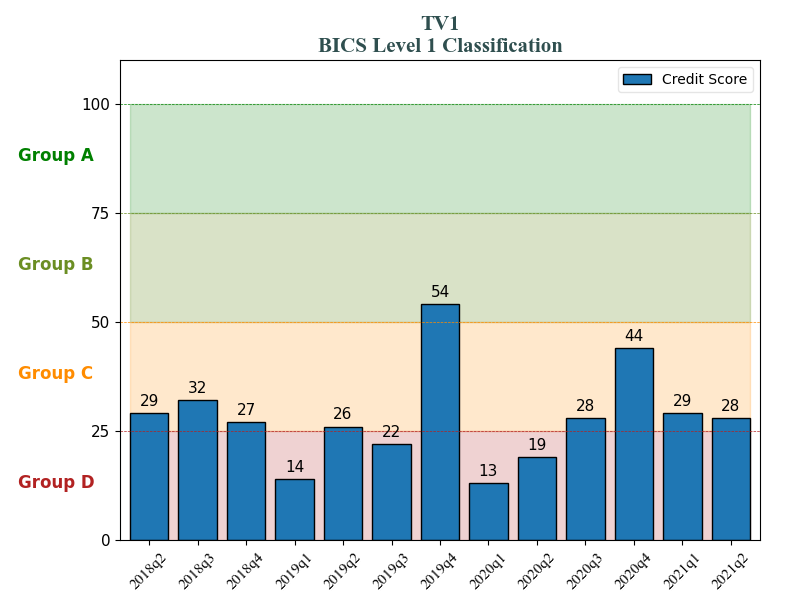 TV1
BICS Level 1 Classification
Credit Score
100
Group A
75
Group B
50
Group C
25
Group D
0
29
32
27
14
26
22
54
13
19
28
44
29
28
2018q2
2018q3
2018q4
2019q1
2019q2
2019q3
2019q4
2020q1
2020q2
2020q3
2020q4
2021q1
2021q2